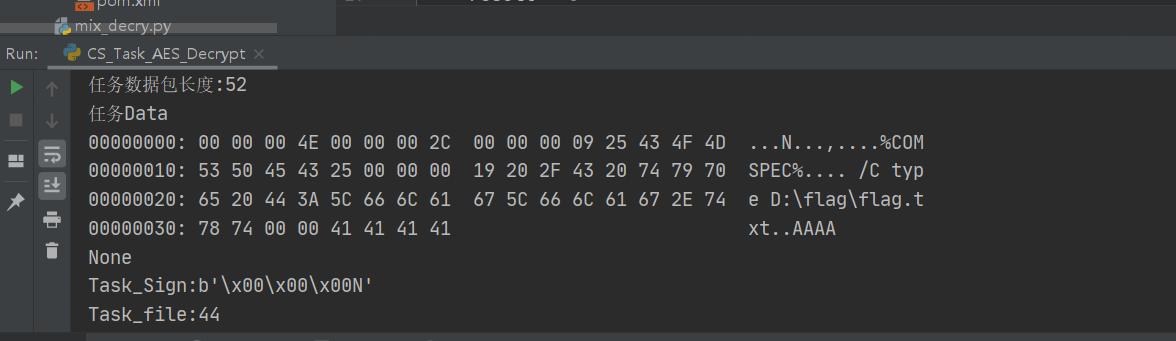 pom.xml
mix_decry.py
Run: CS_Task_AES_Decrypt ×
任务数据包长度:52
任务Data
00000000: 00 00 00 4E 00 00 00 2C  00 00 00 09 25 43 4F 4D  ...N...,....%COM
00000010: 53 50 45 43 25 00 00 00  19 20 2F 43 20 74 79 70  SPEC%.... /C typ
00000020: 65 20 44 3A 5C 66 6C 61  67 5C 66 6C 61 67 2E 74  e D:\flag\flag.t
00000030: 78 74 00 00 41 41 41 41                           xt..AAAA
None
Task_Sign:b'\x00\x00\x00N'
Task_file:44